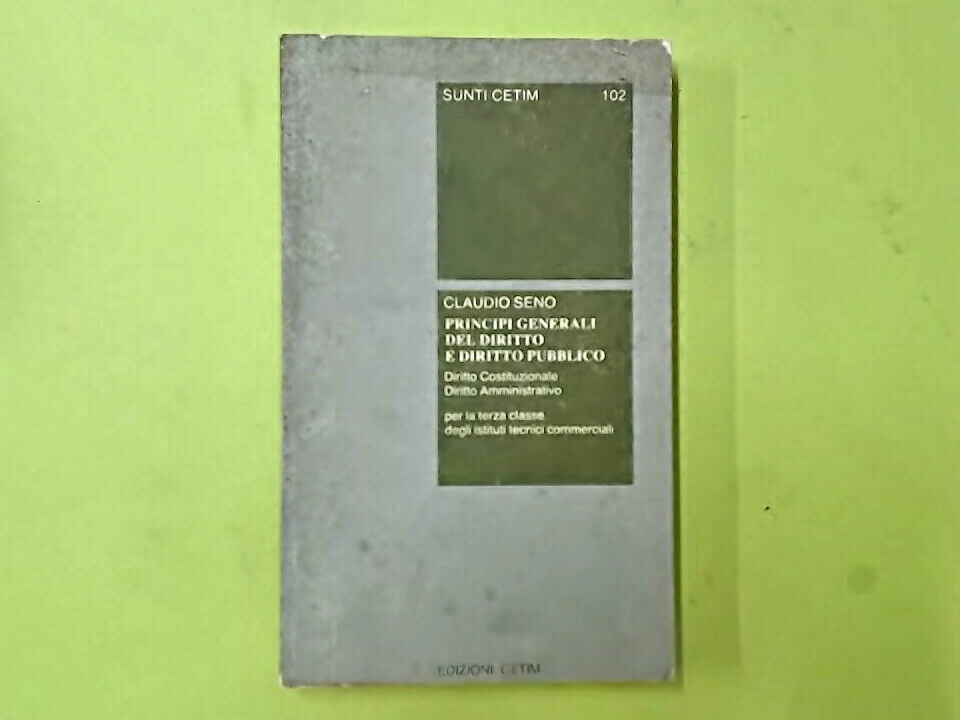 SUNTI CETIM 102
CLAUDIO SENO
PRINCIPI GENERALI
DEL DIRITTO
E DIRITTO PUBBLICO
Diritto Costituzionale
Diritto Amministrativo
per la terza classe
degli istituti tecnici commerciali
EDIZIONI CETIM